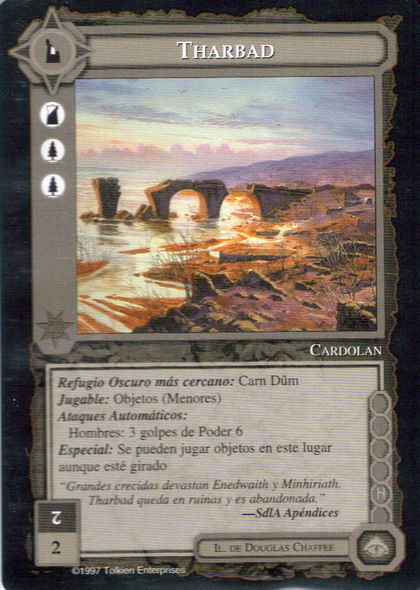 THARBAD
CARDOLAN
Refugio Oscuro más cercano: Carn Dûm
Jugable: Objetos (Menores)
Ataques Automáticos:
Hombres: 3 golpes de Poder 6
Especial: Se pueden jugar objetos en este lugar
aunque esté girado
“Grandes crecidas devastan Enedwaith y Minhiriath.
Tharbad queda en ruinas y es abandonada.”
—SdlA Apéndices
2
2
IL. DE DOUGLAS CHAFFEE
©1997 Tolkien Enterprises